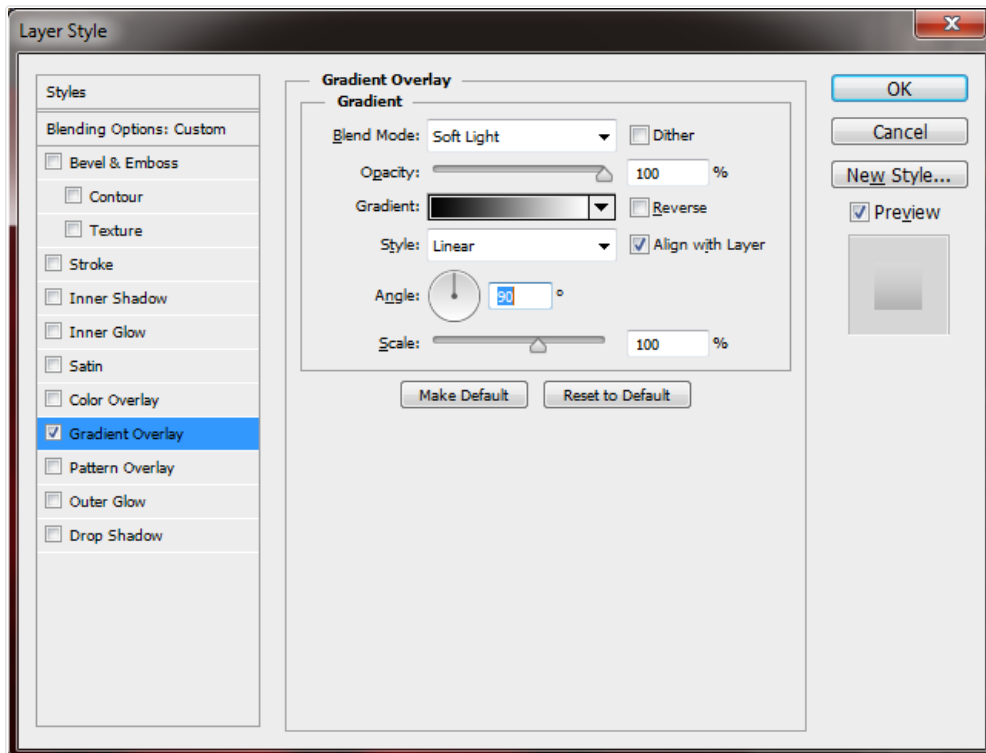 Layer Style
Styles
Blending Options: Custom
Bevel & Emboss
Contour
Texture
Stroke
Inner Shadow
Inner Glow
Satin
Color Overlay
Gradient Overlay
Pattern Overlay
Outer Glow
Drop Shadow
Gradient Overlay
Gradient
Blend Mode: Soft Light Dither
Opacity: 100 %
Gradient: Reverse
Style: Linear Align with Layer
Angle: 90 °
Scale: 100 %
Make Default Reset to Default
OK
Cancel
New Style...
Preview